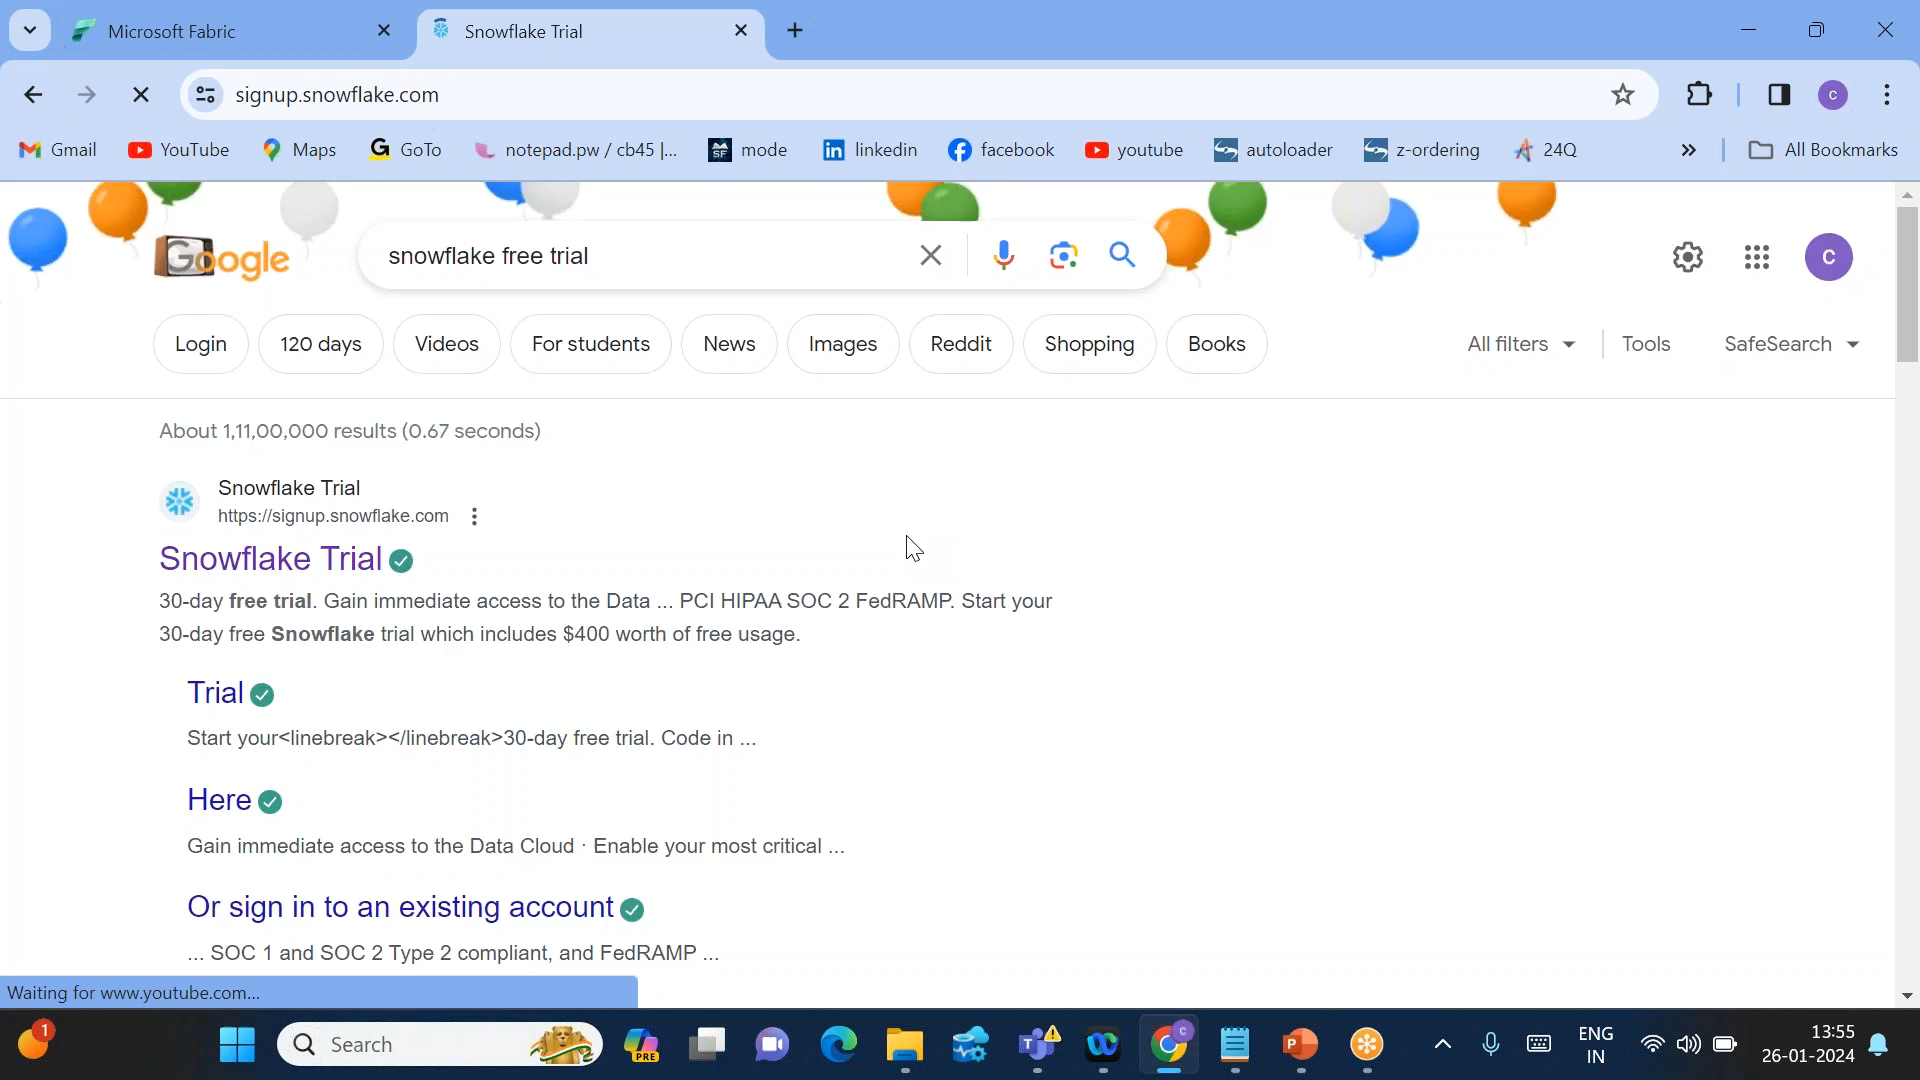 Microsoft Fabric
Snowflake Trial
signup.snowflake.com
C
Gmail
YouTube
Maps
G GoTo
notepad.pw / cb45 |...
SF mode
in linkedin
facebook
youtube
autoloader
z-ordering
24Q
All Bookmarks
Google
snowflake free trial
C
Login
120 days
Videos
For students
News
Images
Reddit
Shopping
Books
All filters
Tools
SafeSearch
About 1,11,00,000 results (0.67 seconds)
Snowflake Trial
https://signup.snowflake.com
Snowflake Trial
30-day free trial. Gain immediate access to the Data ... PCI HIPAA SOC 2 FedRAMP. Start your
30-day free Snowflake trial which includes $400 worth of free usage.
Trial
Start your<linebreak></linebreak>30-day free trial. Code in ...
Here
Gain immediate access to the Data Cloud · Enable your most critical ...
Or sign in to an existing account
... SOC 1 and SOC 2 Type 2 compliant, and FedRAMP ...
Waiting for www.youtube.com...
1
Search
PRE
T
C
P
ENG
IN
13:55
26-01-2024